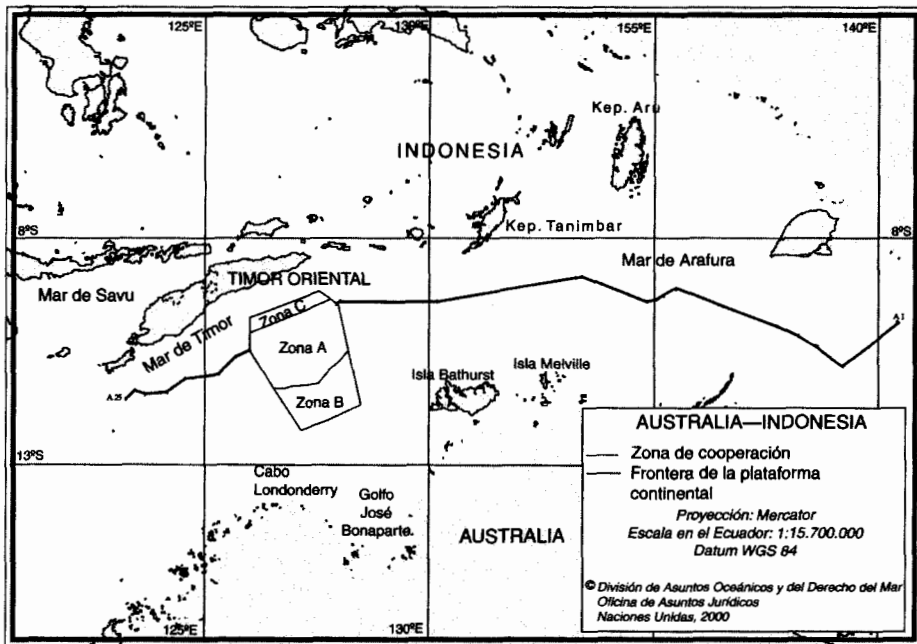 125ºE
130ºE
155ºE
140ºE
Kep. Aru
INDONESIA
Kep. Tanimbar
8ºS
8ºS
Mar de Arafura
TIMOR ORIENTAL
Mar de Savu
Zona C
A1
Mar de Timor
Zona A
Isla Bathurst
Isla Melville
A 25
Zona B
13ºS
AUSTRALIA—INDONESIA
Zona de cooperación
Frontera de la plataforma
continental
Proyección: Mercator
Escala en el Ecuador: 1:15.700.000
Datum WGS 84
© División de Asuntos Oceánicos y del Derecho del Mar
Oficina de Asuntos Jurídicos
Naciones Unidas, 2000
Cabo
Londonderry
Golfo
José
Bonaparte.
AUSTRALIA
125ºE
130ºE